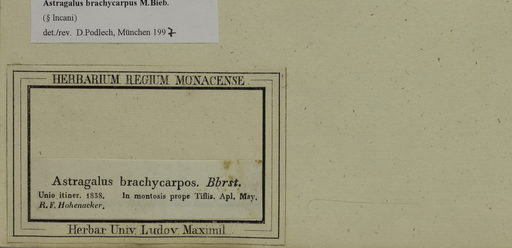 Astragalus brachycarpus M.Bieb.
(§ Incani)
det./rev. D.Podlech, München 1997
HERBARIUM REGIUM MONACENSE
Astragalus brachycarpos. Bbrst.
Unio itiner. 1838. In montosis prope Tiflis. Apl. May.
R. F. Hohenacker.
Herbar. Univ. Ludov. Maximil.